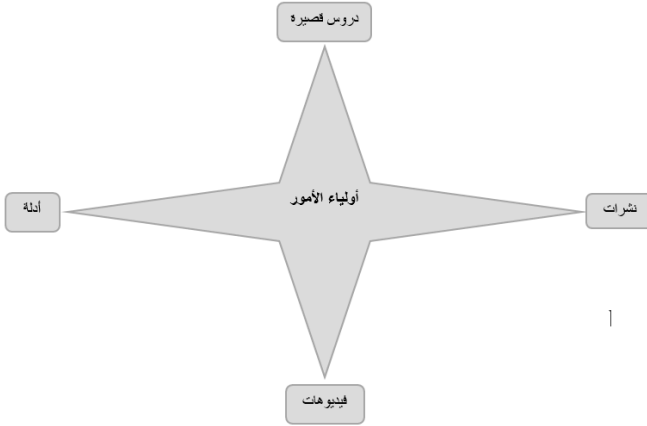 دروس قصيرة
أولياء الأمور
نشرات
أدلة
أ
فيديوهات